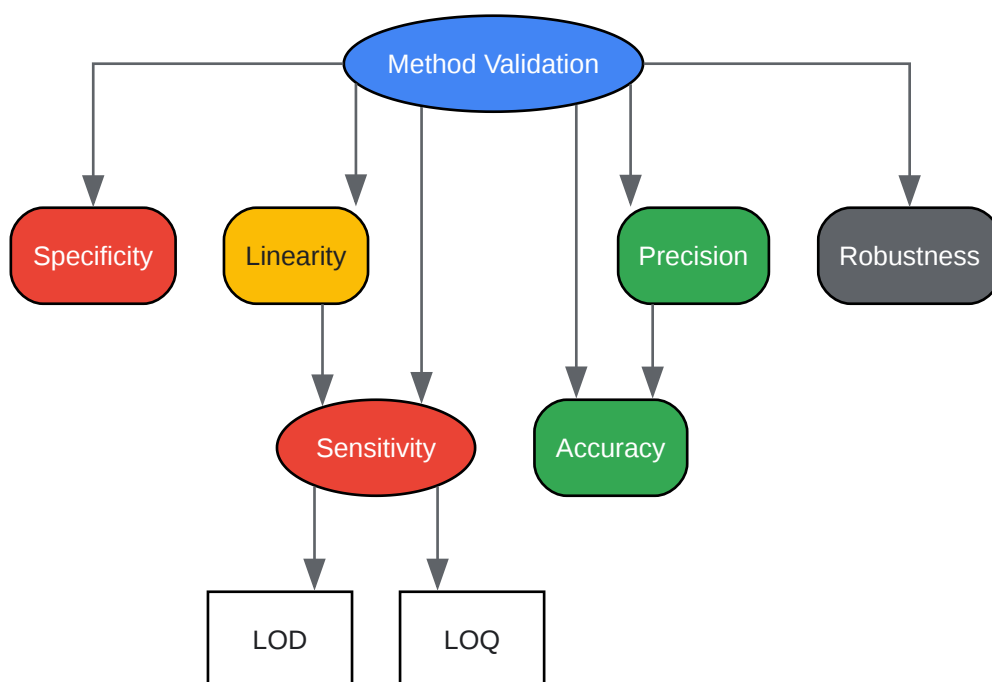 Method Validation
Specificity
Linearity
Precision
Robustness
Sensitivity
Accuracy
LOD
LOQ